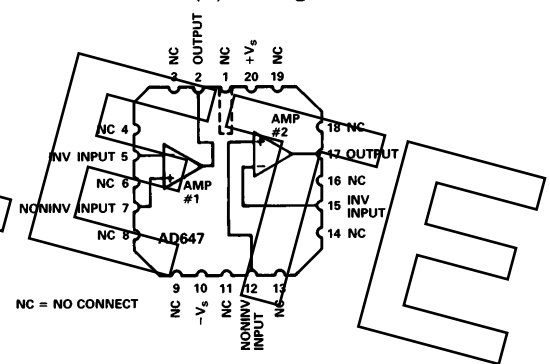 NC
OUTPUT
NC
+Vs
NC
3 2 1 20 19
NC 4
INV INPUT 5
NC 6
NONINV INPUT 7
NC 8
AMP
#1
AMP
#2
+
−
+
AD647
18 NC
17 OUTPUT
16 NC
15 INV
INPUT
14 NC
9 10 11 12 13
NC
−Vs
NC
NONINV
INPUT
NC
NC = NO CONNECT